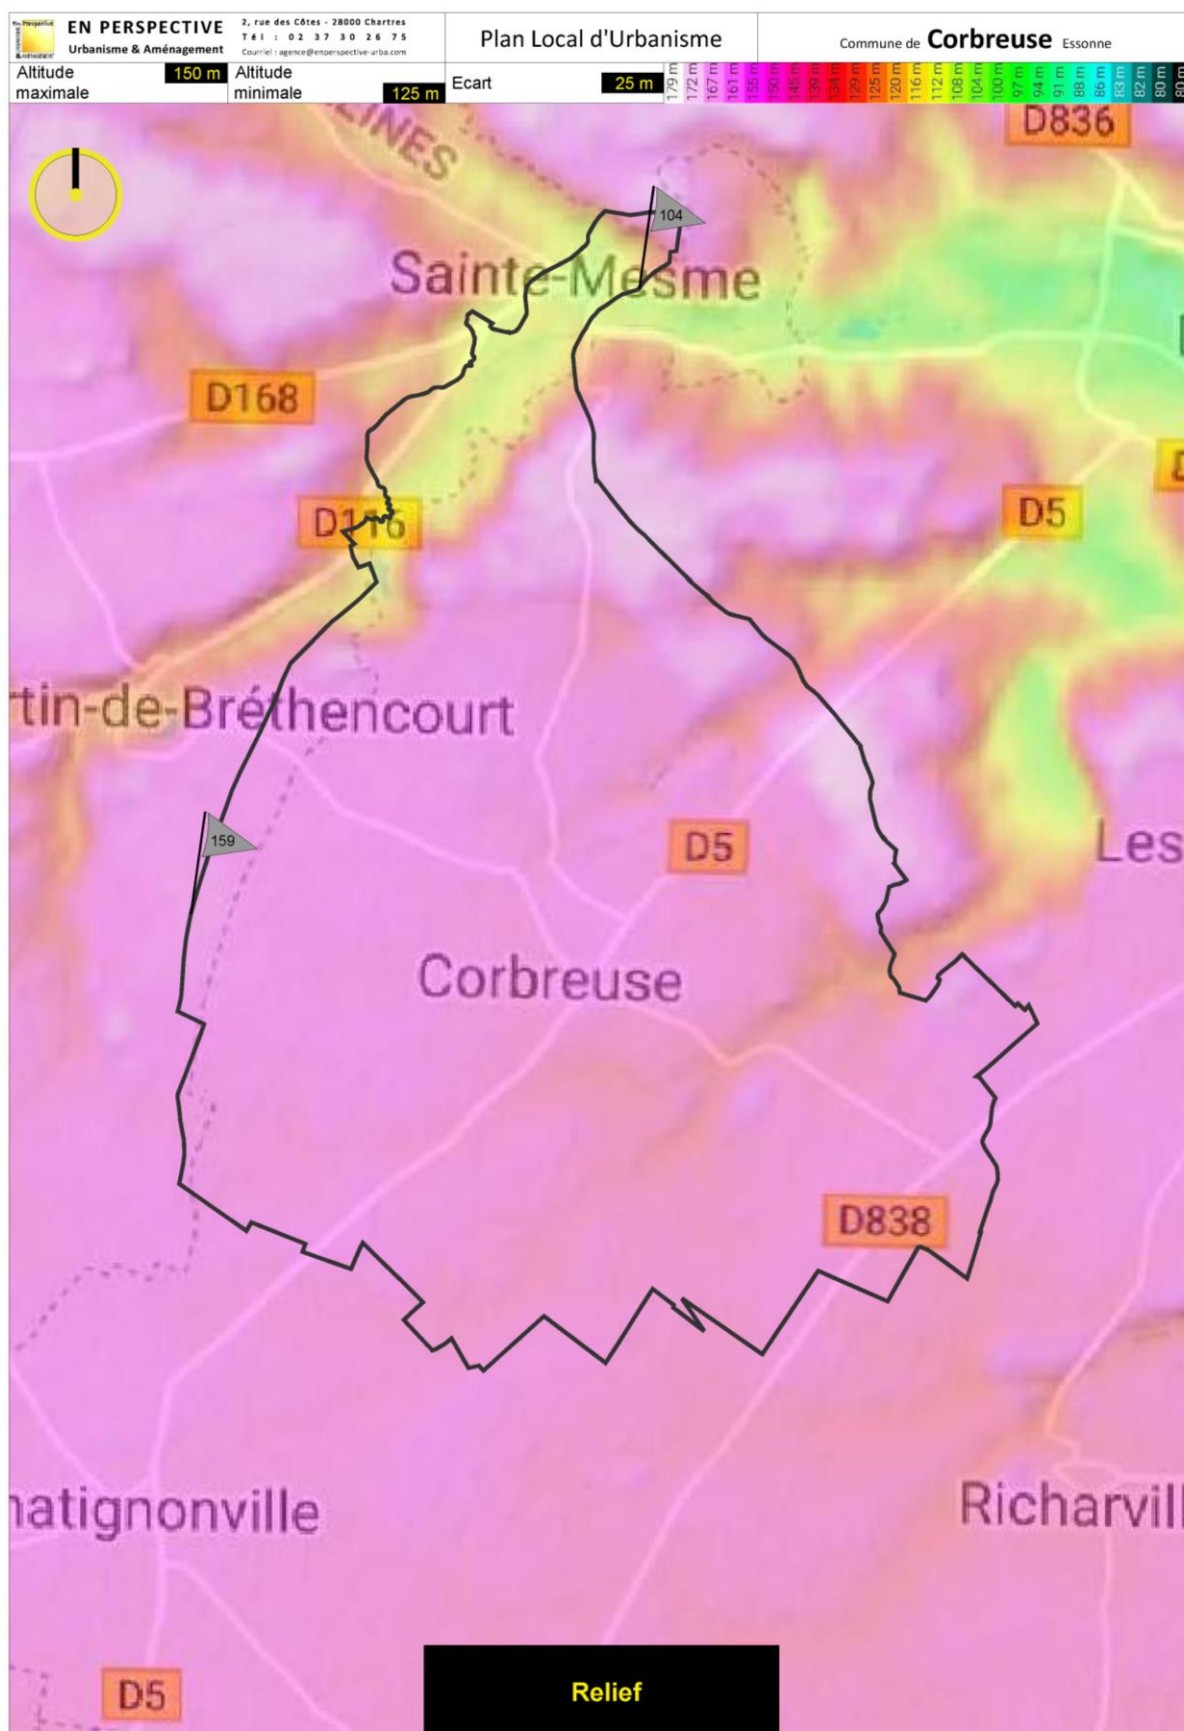 EN PERSPECTIVE
Urbanisme & Aménagement
2, rue des Côtes - 28000 Chartres
Tél : 02 37 30 26 75
Courriel : agence@enperspective-urba.com
Plan Local d'Urbanisme
Commune de Corbreuse Essonne
Altitude
maximale
150 m
Altitude
minimale
125 m
Ecart
25 m
179 m
172 m
167 m
161 m
155 m
150 m
145 m
139 m
134 m
129 m
125 m
120 m
116 m
112 m
108 m
104 m
100 m
97 m
94 m
91 m
88 m
86 m
83 m
82 m
80 m
80 m
D836
LINES
104
Sainte-Mesme
D168
D116
D5
tin-de-Bréthencourt
159
D5
Les
Corbreuse
D838
natignonville
Richarvill
D5
Relief